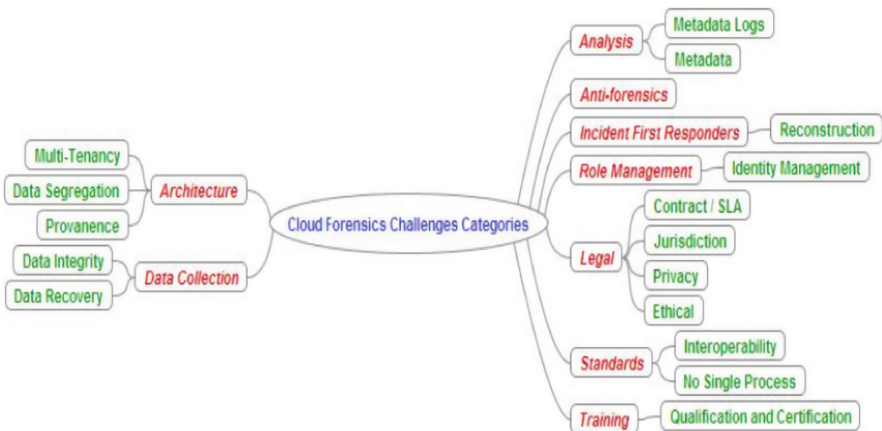 Cloud Forensics Challenges Categories
Architecture
Multi-Tenancy
Data Segregation
Provanence
Data Collection
Data Integrity
Data Recovery
Analysis
Metadata Logs
Metadata
Anti-forensics
Incident First Responders
Reconstruction
Role Management
Identity Management
Legal
Contract / SLA
Jurisdiction
Privacy
Ethical
Standards
Interoperability
No Single Process
Training
Qualification and Certification